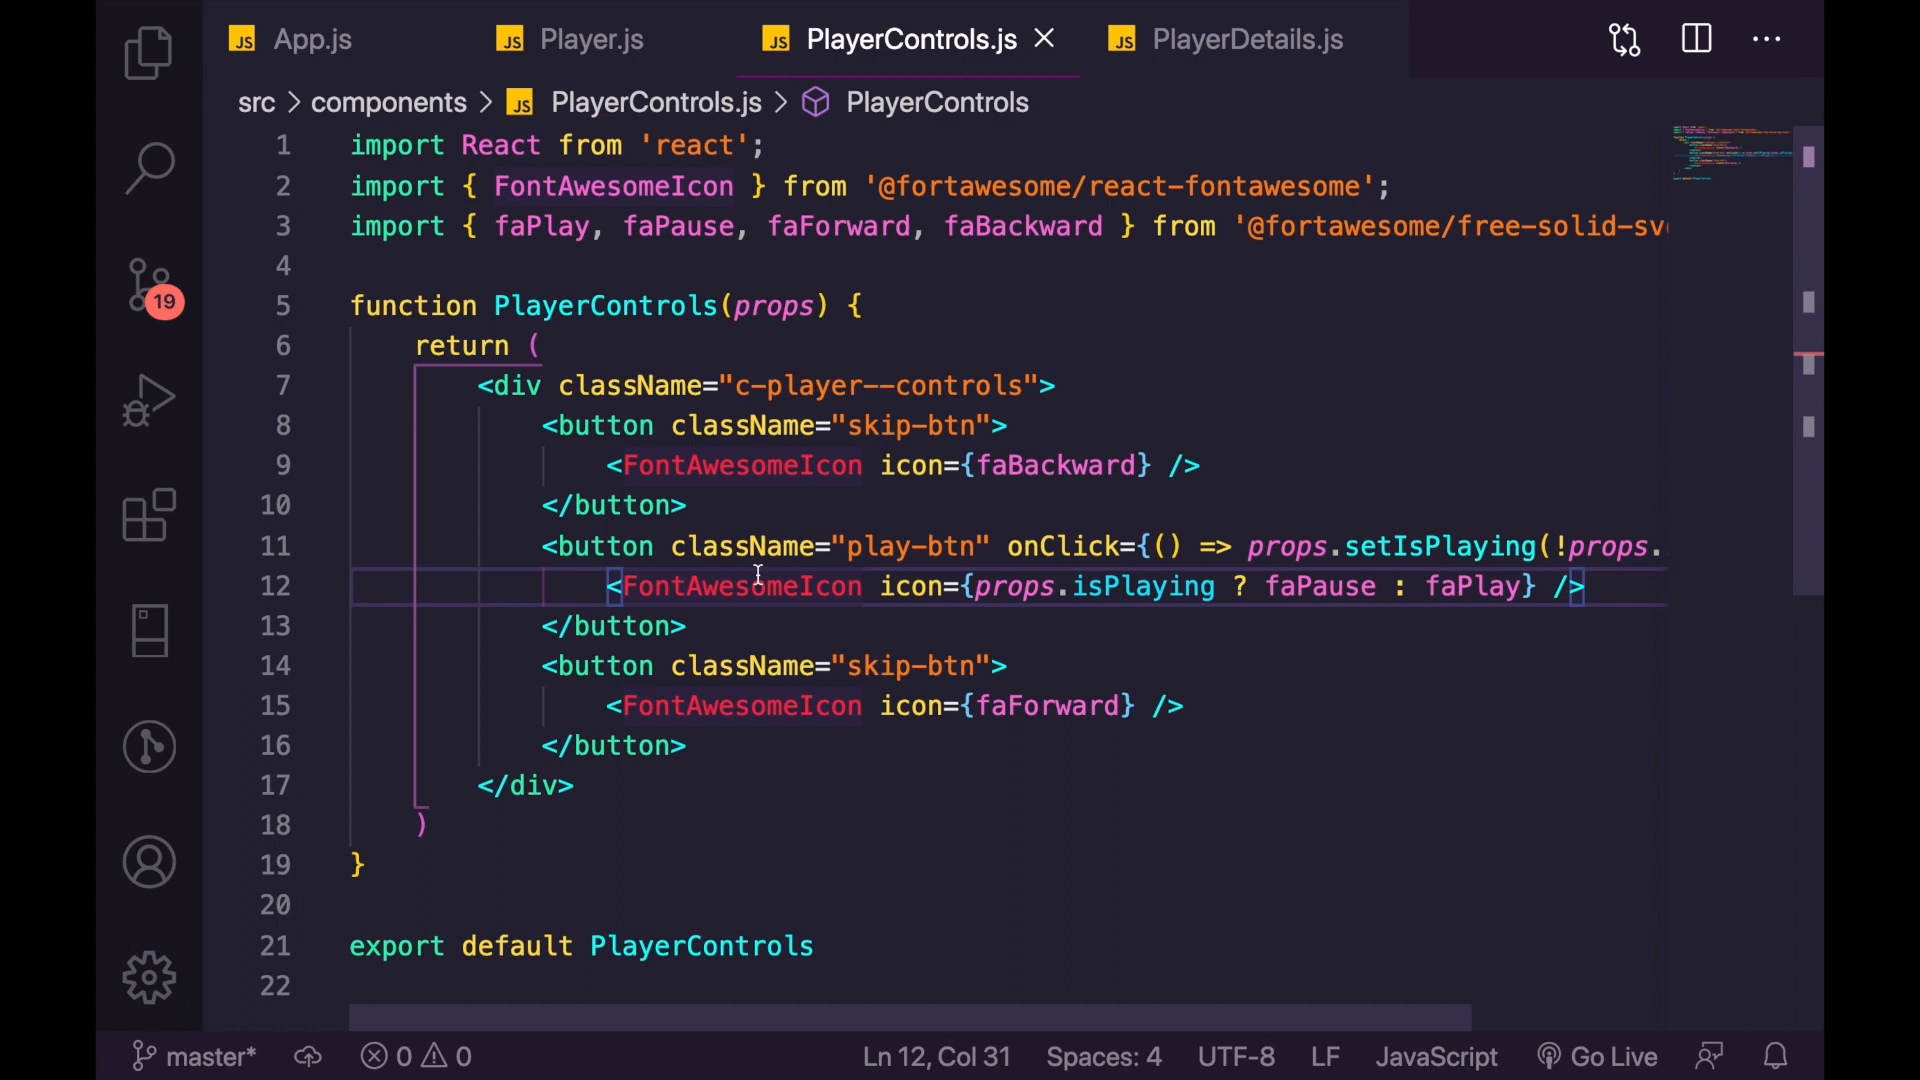 JS App.js
JS Player.js
JS PlayerControls.js
JS PlayerDetails.js
src > components > JS PlayerControls.js > PlayerControls
1 import React from 'react';
2 import { FontAwesomeIcon } from '@fortawesome/react-fontawesome';
3 import { faPlay, faPause, faForward, faBackward } from '@fortawesome/free-solid-sv
4
5 function PlayerControls(props) {
6 return (
7 <div className="c-player--controls">
8 <button className="skip-btn">
9 <FontAwesomeIcon icon={faBackward} />
10 </button>
11 <button className="play-btn" onClick={() => props.setIsPlaying(!props.
12 <FontAwesomeIcon icon={props.isPlaying ? faPause : faPlay} />
13 </button>
14 <button className="skip-btn">
15 <FontAwesomeIcon icon={faForward} />
16 </button>
17 </div>
18 )
19 }
20
21 export default PlayerControls
22
19
master* 0 0 Ln 12, Col 31 Spaces: 4 UTF-8 LF JavaScript Go Live